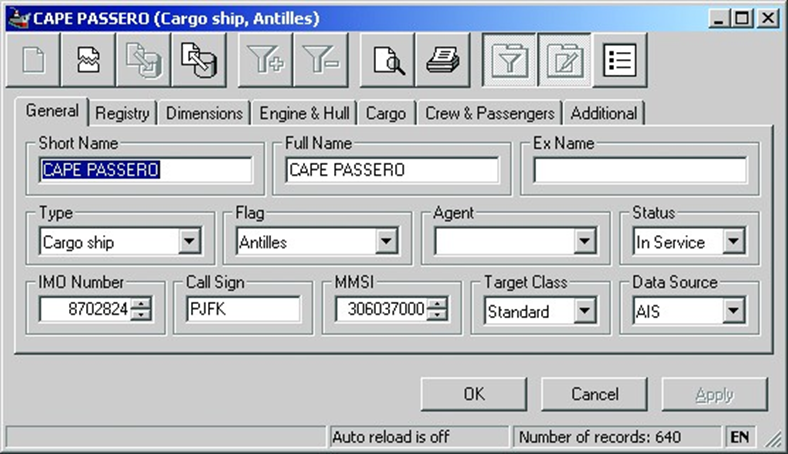 CAPE PASSERO (Cargo ship, Antilles)
General Registry Dimensions Engine & Hull Cargo Crew & Passengers Additional
Short Name Full Name Ex Name
CAPE PASSERO CAPE PASSERO
Type Flag Agent Status
Cargo ship Antilles In Service
IMO Number Call Sign MMSI Target Class Data Source
8702824 PJFK 306037000 Standard AIS
OK Cancel Apply
Auto reload is off Number of records: 640 EN